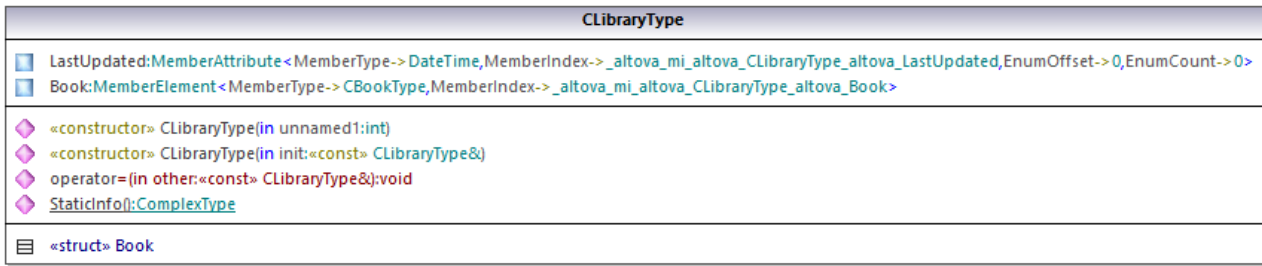 CLibraryType
LastUpdated:MemberAttribute<MemberType->DateTime,MemberIndex->_altova_mi_altova_CLibraryType_altova_LastUpdated,EnumOffset->0,EnumCount->0>
Book:MemberElement<MemberType->CBookType,MemberIndex->_altova_mi_altova_CLibraryType_altova_Book>
«constructor» CLibraryType(in unnamed1:int)
«constructor» CLibraryType(in init:«const» CLibraryType&)
operator=(in other:«const» CLibraryType&):void
StaticInfo():ComplexType
«struct» Book